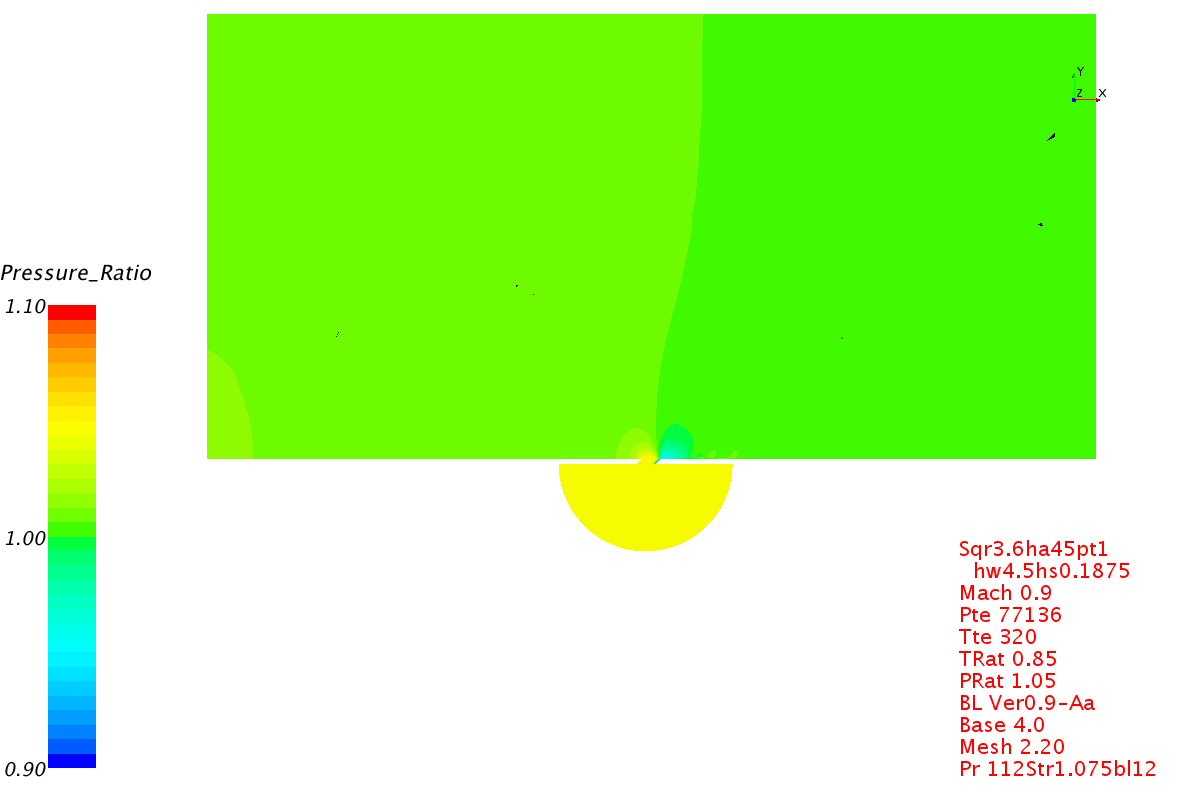 Y
Z X
Pressure_Ratio
1.10
1.00
0.90
Sqr3.6ha45pt1
hw4.5hs0.1875
Mach 0.9
Pte 77136
Tte 320
TRat 0.85
PRat 1.05
BL Ver0.9-Aa
Base 4.0
Mesh 2.20
Pr 112Str1.075bl12